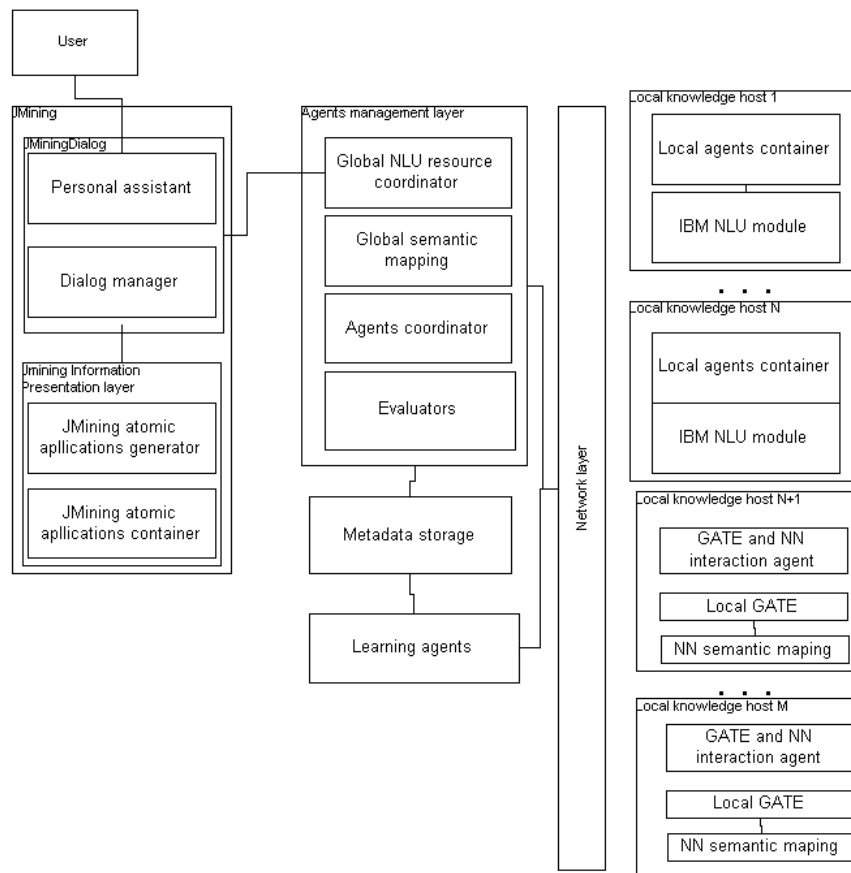 User
JMining
JMiningDialog
Personal assistant
Dialog manager
Jmining Information
Presentation layer
JMining atomic
apllications generator
JMining atomic
apllications container
Agents management layer
Global NLU resource
coordinator
Global semantic
mapping
Agents coordinator
Evaluators
Metadata storage
Learning agents
Network layer
Local knowledge host 1
Local agents container
IBM NLU module
. . .
Local knowledge host N
Local agents container
IBM NLU module
Local knowledge host N+1
GATE and NN
interaction agent
Local GATE
NN semantic maping
. . .
Local knowledge host M
GATE and NN
interaction agent
Local GATE
NN semantic maping